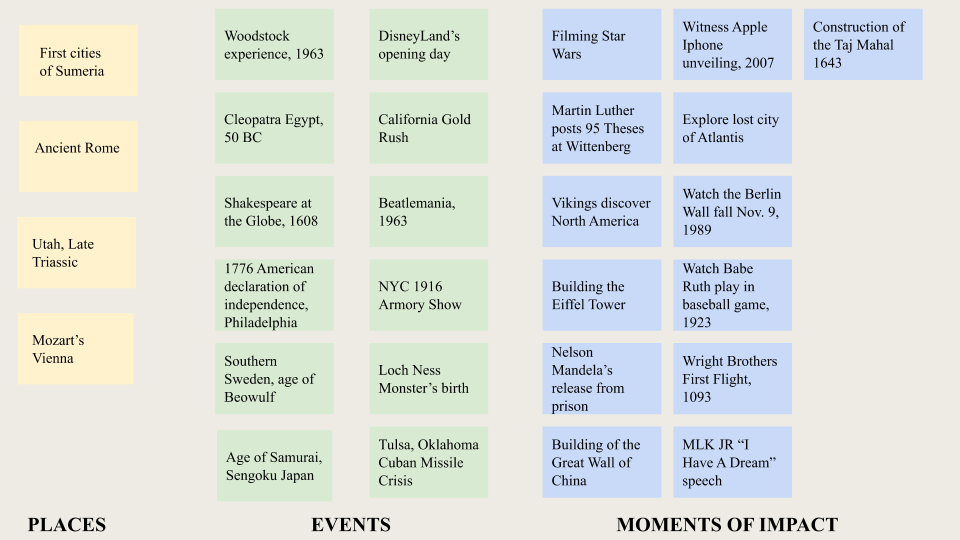 First cities
of Sumeria
Ancient Rome
Utah, Late
Triassic
Mozart’s
Vienna
PLACES
Woodstock
experience, 1963
Cleopatra Egypt,
50 BC
Shakespeare at
the Globe, 1608
1776 American
declaration of
independence,
Philadelphia
Southern
Sweden, age of
Beowulf
Age of Samurai,
Sengoku Japan
DisneyLand’s
opening day
California Gold
Rush
Beatlemania,
1963
NYC 1916
Armory Show
Loch Ness
Monster’s birth
Tulsa, Oklahoma
Cuban Missile
Crisis
EVENTS
Filming Star
Wars
Martin Luther
posts 95 Theses
at Wittenberg
Vikings discover
North America
Building the
Eiffel Tower
Nelson
Mandela’s
release from
prison
Building of the
Great Wall of
China
Witness Apple
Iphone
unveiling, 2007
Explore lost city
of Atlantis
Watch the Berlin
Wall fall Nov. 9,
1989
Watch Babe
Ruth play in
baseball game,
1923
Wright Brothers
First Flight,
1093
MLK JR “I
Have A Dream”
speech
Construction of
the Taj Mahal
1643
MOMENTS OF IMPACT